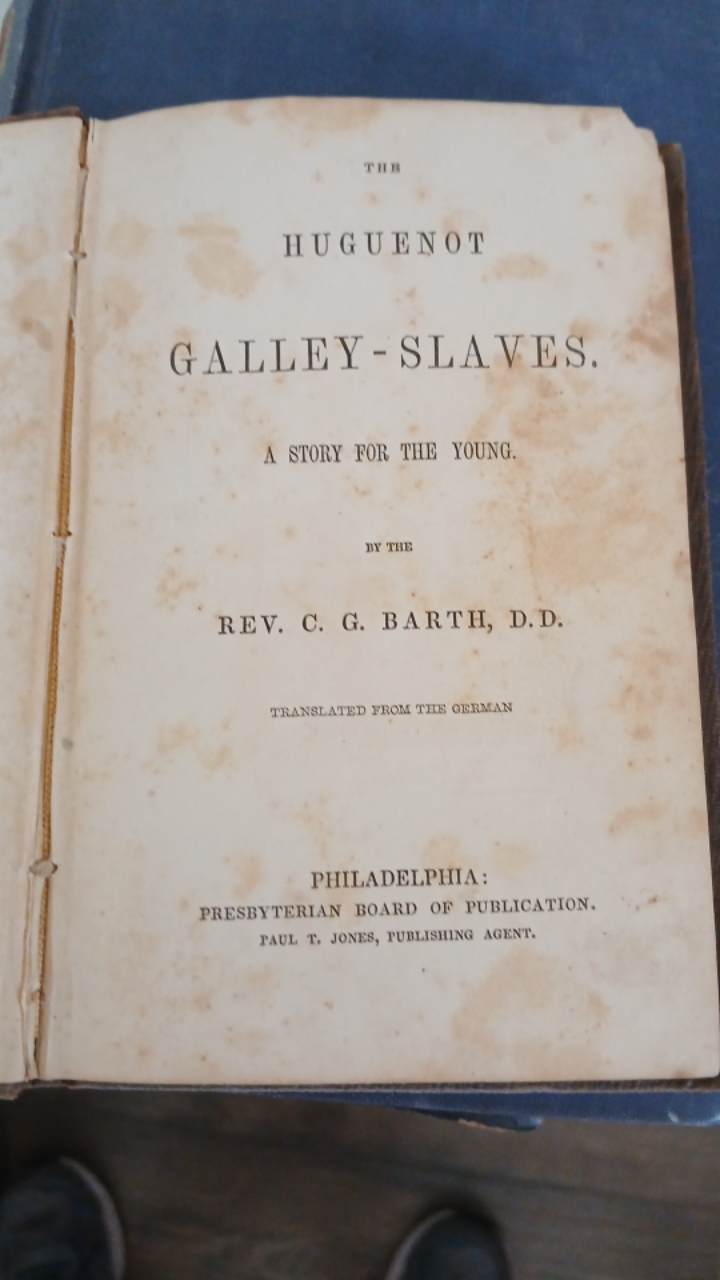 THE
HUGUENOT
GALLEY-SLAVES.
A STORY FOR THE YOUNG.
BY THE
REV. C. G. BARTH, D.D.
TRANSLATED FROM THE GERMAN
PHILADELPHIA:
PRESBYTERIAN BOARD OF PUBLICATION.
PAUL T. JONES, PUBLISHING AGENT.